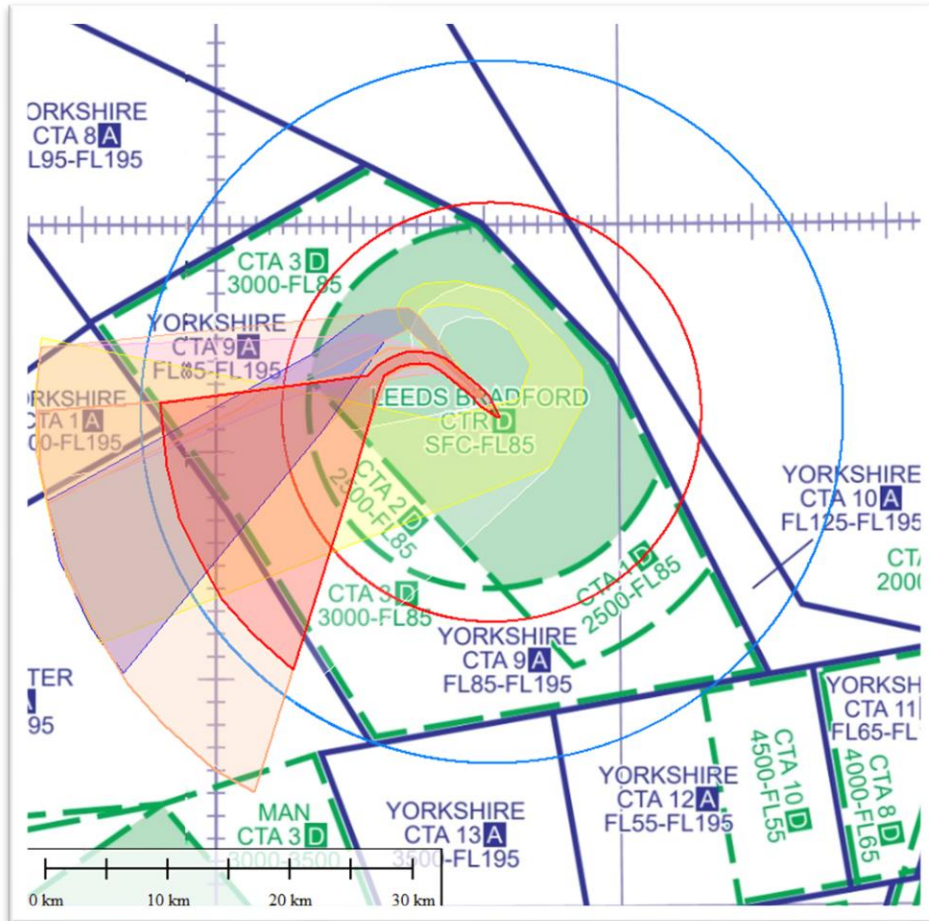 ORKSHIRE
CTA 8 A
L95-FL195
CTA 3 D
3000-FL85
YORKSHIRE
CTA 9 A
FL85-FL195
ORKSHIRE
CTA 1 A
00-FL195
LEEDS BRADFORD
CTR D
SFC-FL85
CTA 2 D
2500-FL85
CTA 3 D
3000-FL85
CTA 1 D
2500-FL85
YORKSHIRE
CTA 10 A
FL125-FL195
CTA
2000
YORKSHIRE
CTA 9 A
FL85-FL195
TER
95
YORKSH
CTA 11
FL65-FL
CTA 10 D
4500-FL55
CTA 8 D
4000-FL65
YORKSHIRE
CTA 12 A
FL55-FL195
MAN
CTA 3 D
3000-3500
YORKSHIRE
CTA 13 A
3500-FL195
0 km 10 km 20 km 30 km